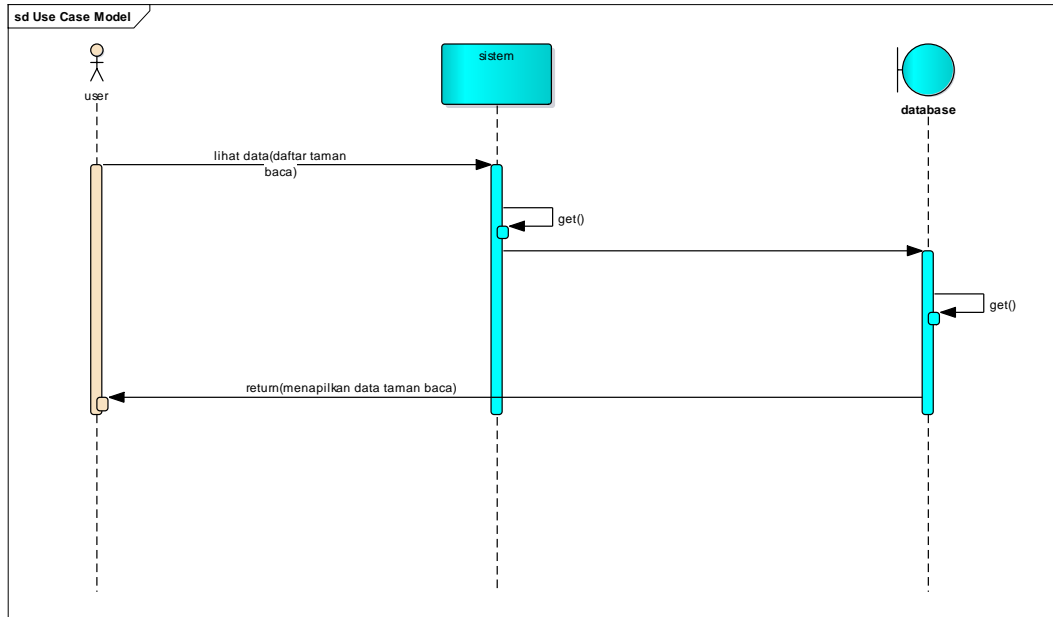 sd Use Case Model
user
sistem
database
lihat data(daftar taman
baca)
get()
get()
return(menapilkan data taman baca)